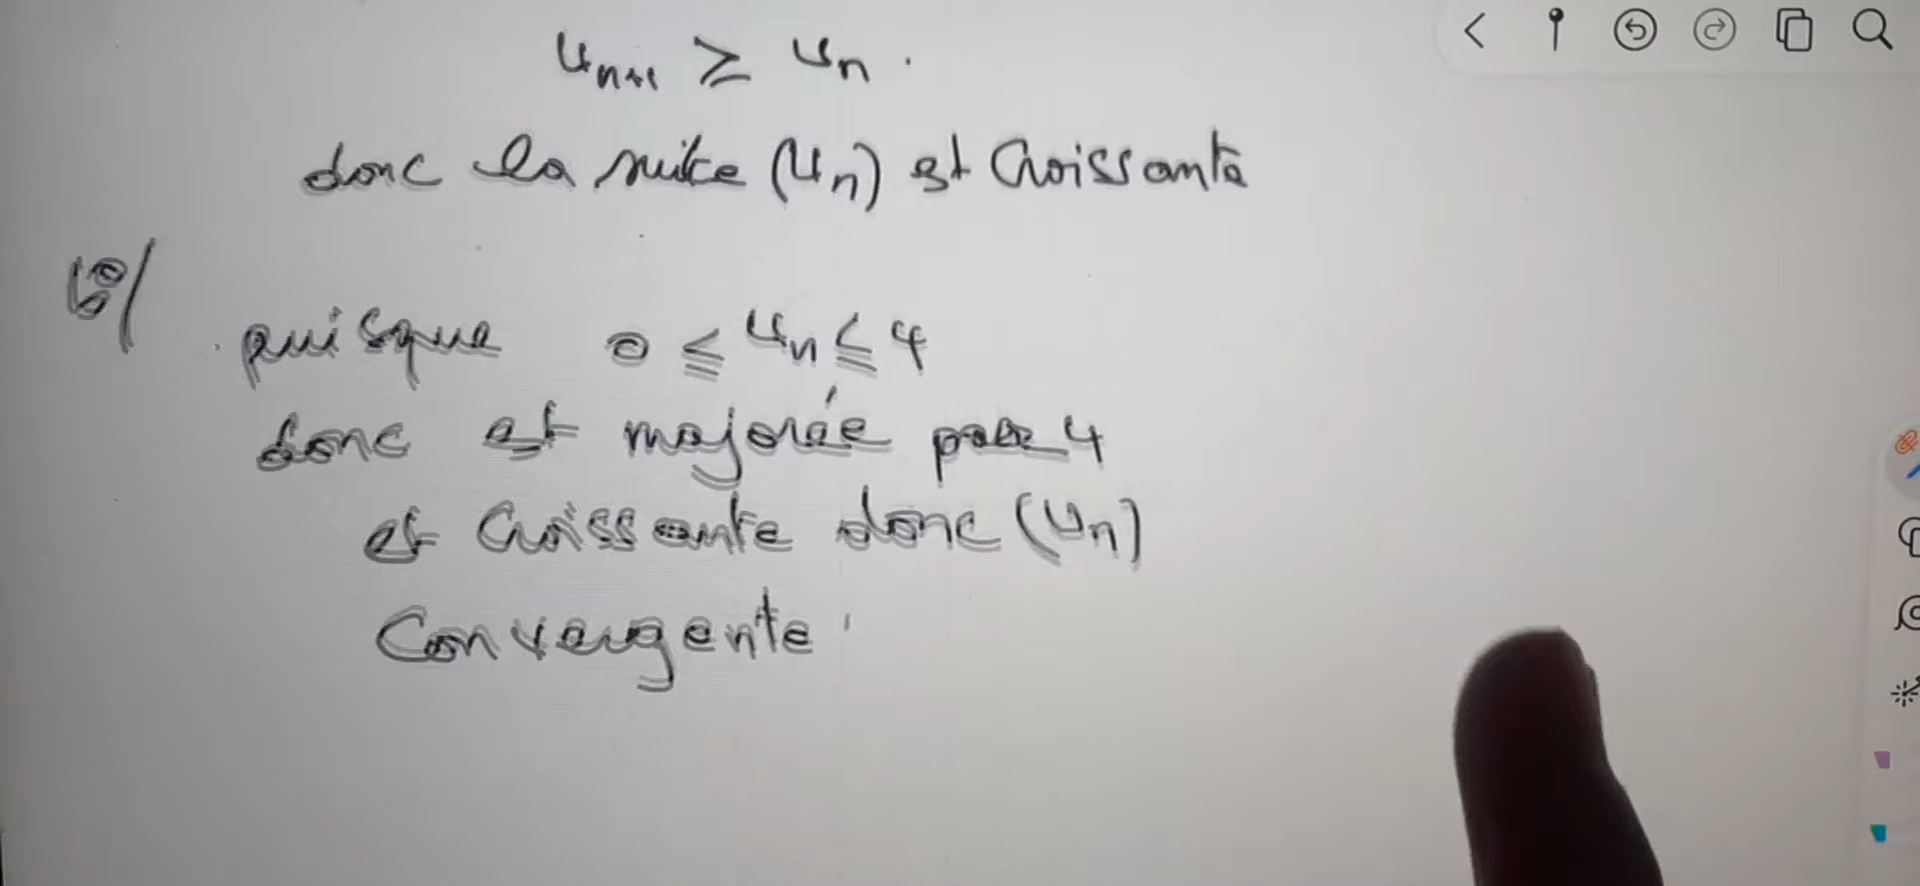 u_{n+1} ≥ u_n .
donc la suite (u_n) est croissante
b°/
puisque 0 ≤ u_n ≤ 4
donc est majorée par 4
et croissante donc (u_n)
Convergente .